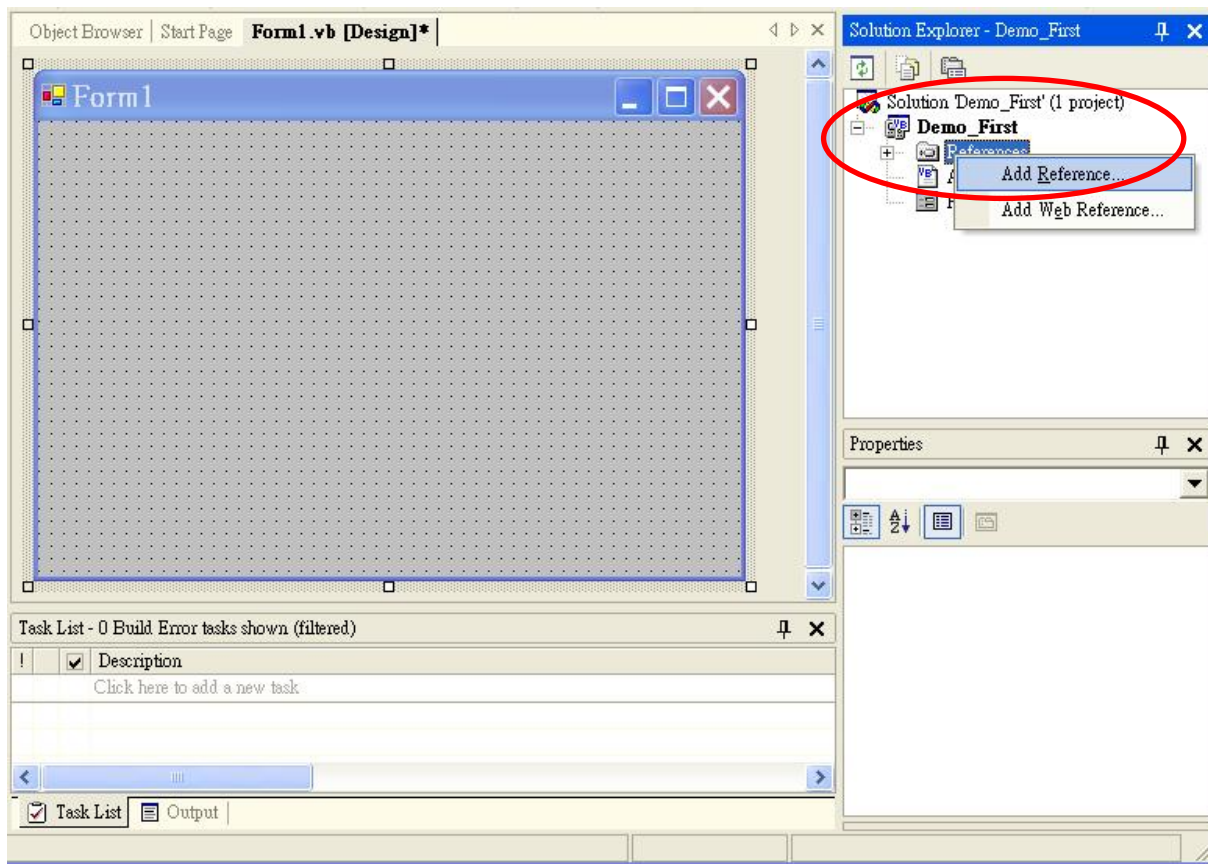 Object Browser | Start Page Form1.vb [Design]*
Form1
Solution Explorer - Demo_First
Solution 'Demo_First' (1 project)
Demo_First
References
Add Reference...
Add Web Reference...
Properties
Task List - 0 Build Error tasks shown (filtered)
! Description
Click here to add a new task
Task List Output